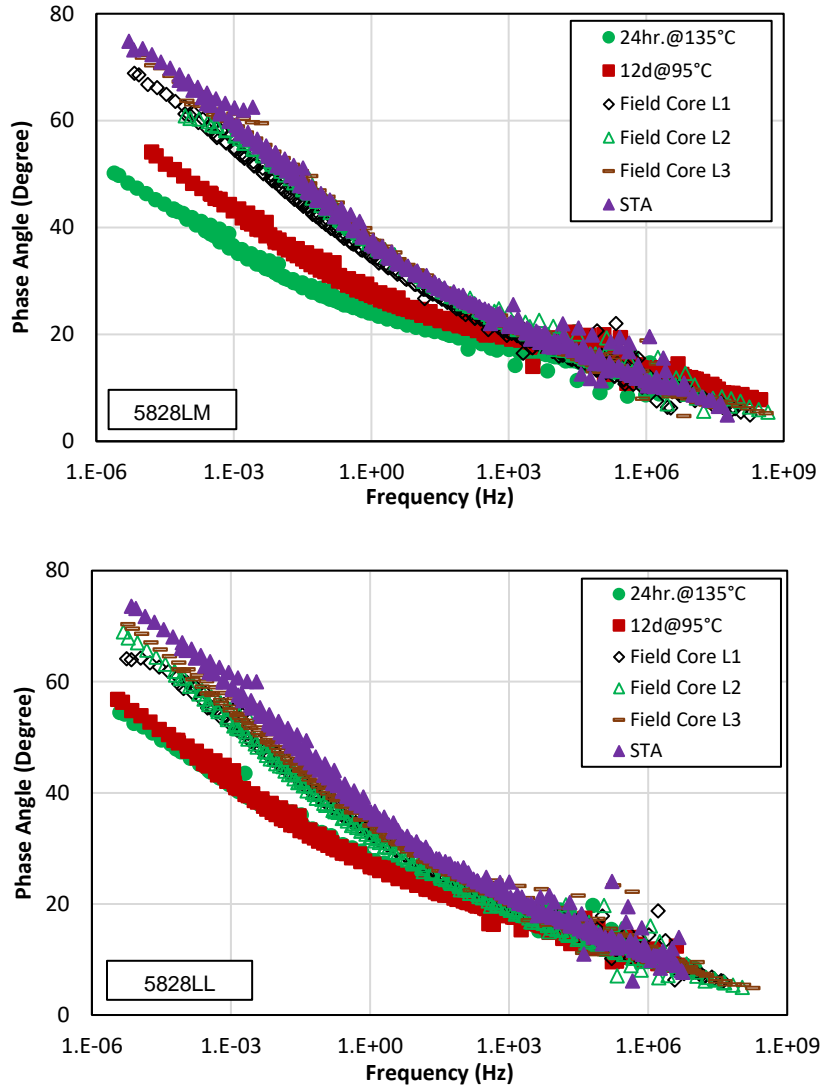 80
60
40
20
0
Phase Angle (Degree)
24hr.@135°C
12d@95°C
Field Core L1
Field Core L2
Field Core L3
STA
5828LM
1.E-06 1.E-03 1.E+00 1.E+03 1.E+06 1.E+09
Frequency (Hz)
80
60
40
20
0
Phase Angle (Degree)
24hr.@135°C
12d@95°C
Field Core L1
Field Core L2
Field Core L3
STA
5828LL
1.E-06 1.E-03 1.E+00 1.E+03 1.E+06 1.E+09
Frequency (Hz)